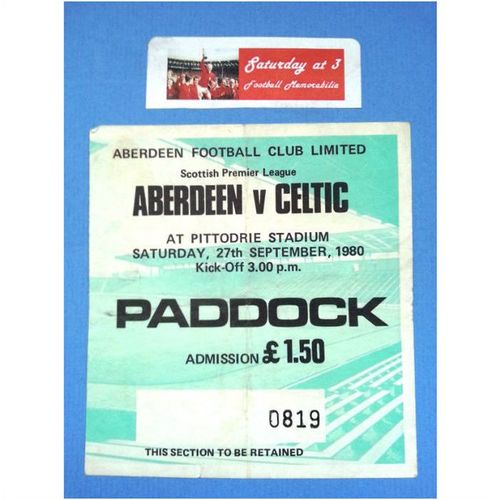 Saturday at 3
Football Memorabilia
ABERDEEN FOOTBALL CLUB LIMITED
Scottish Premier League
ABERDEEN V CELTIC
AT PITTODRIE STADIUM
SATURDAY, 27th SEPTEMBER, 1980
Kick-Off 3.00 p.m.
PADDOCK
ADMISSION £1.50
0819
THIS SECTION TO BE RETAINED